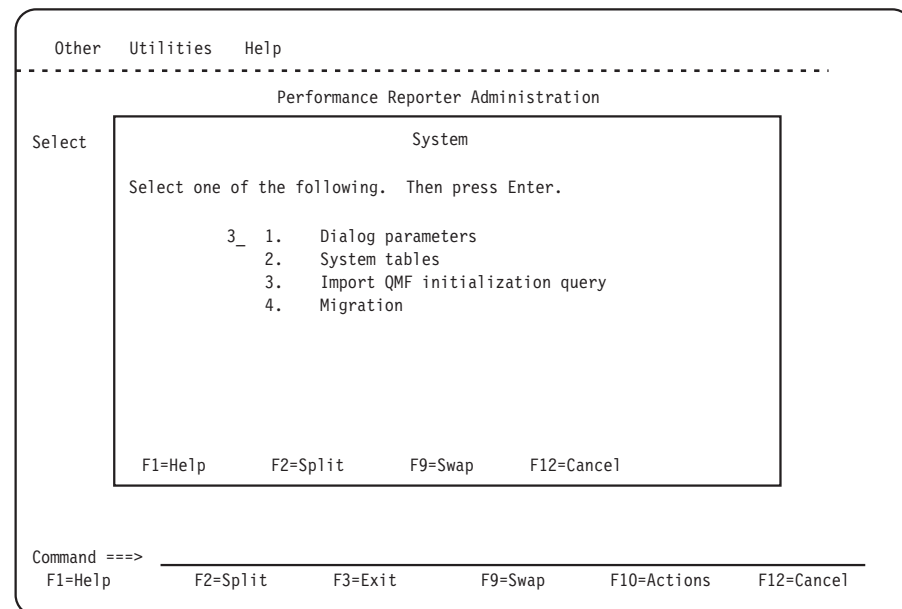 Other Utilities Help
Performance Reporter Administration
Select
System
Select one of the following. Then press Enter.
3_ 1. Dialog parameters
2. System tables
3. Import QMF initialization query
4. Migration
F1=Help F2=Split F9=Swap F12=Cancel
Command ===>
F1=Help F2=Split F3=Exit F9=Swap F10=Actions F12=Cancel